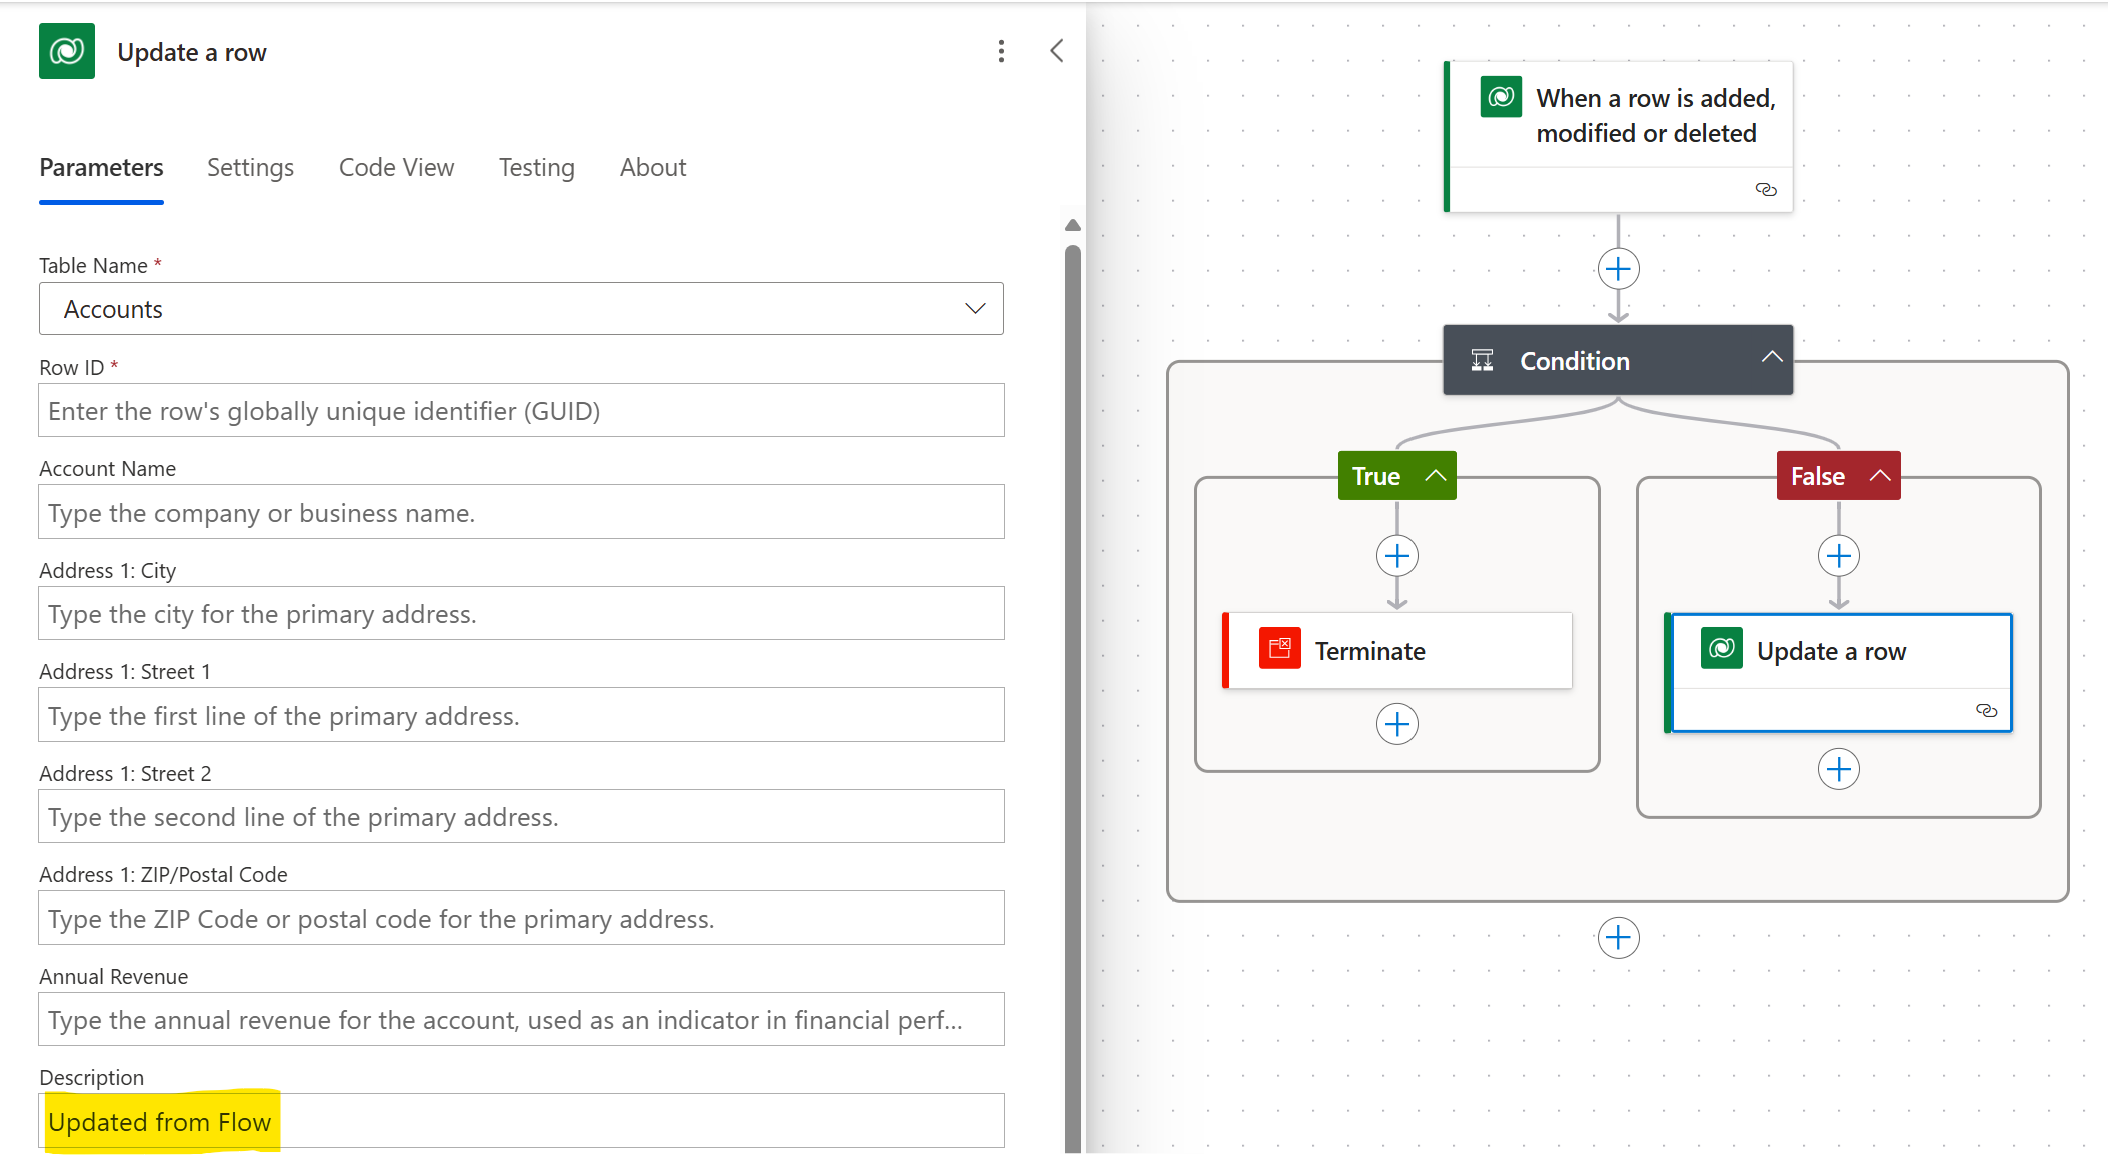 Update a row
Parameters
Settings
Code View
Testing
About
Table Name *
Accounts
Row ID *
Enter the row's globally unique identifier (GUID)
Account Name
Type the company or business name.
Address 1: City
Type the city for the primary address.
Address 1: Street 1
Type the first line of the primary address.
Address 1: Street 2
Type the second line of the primary address.
Address 1: ZIP/Postal Code
Type the ZIP Code or postal code for the primary address.
Annual Revenue
Type the annual revenue for the account, used as an indicator in financial perf...
Description
Updated from Flow
When a row is added,
modified or deleted
Condition
True
False
Terminate
Update a row